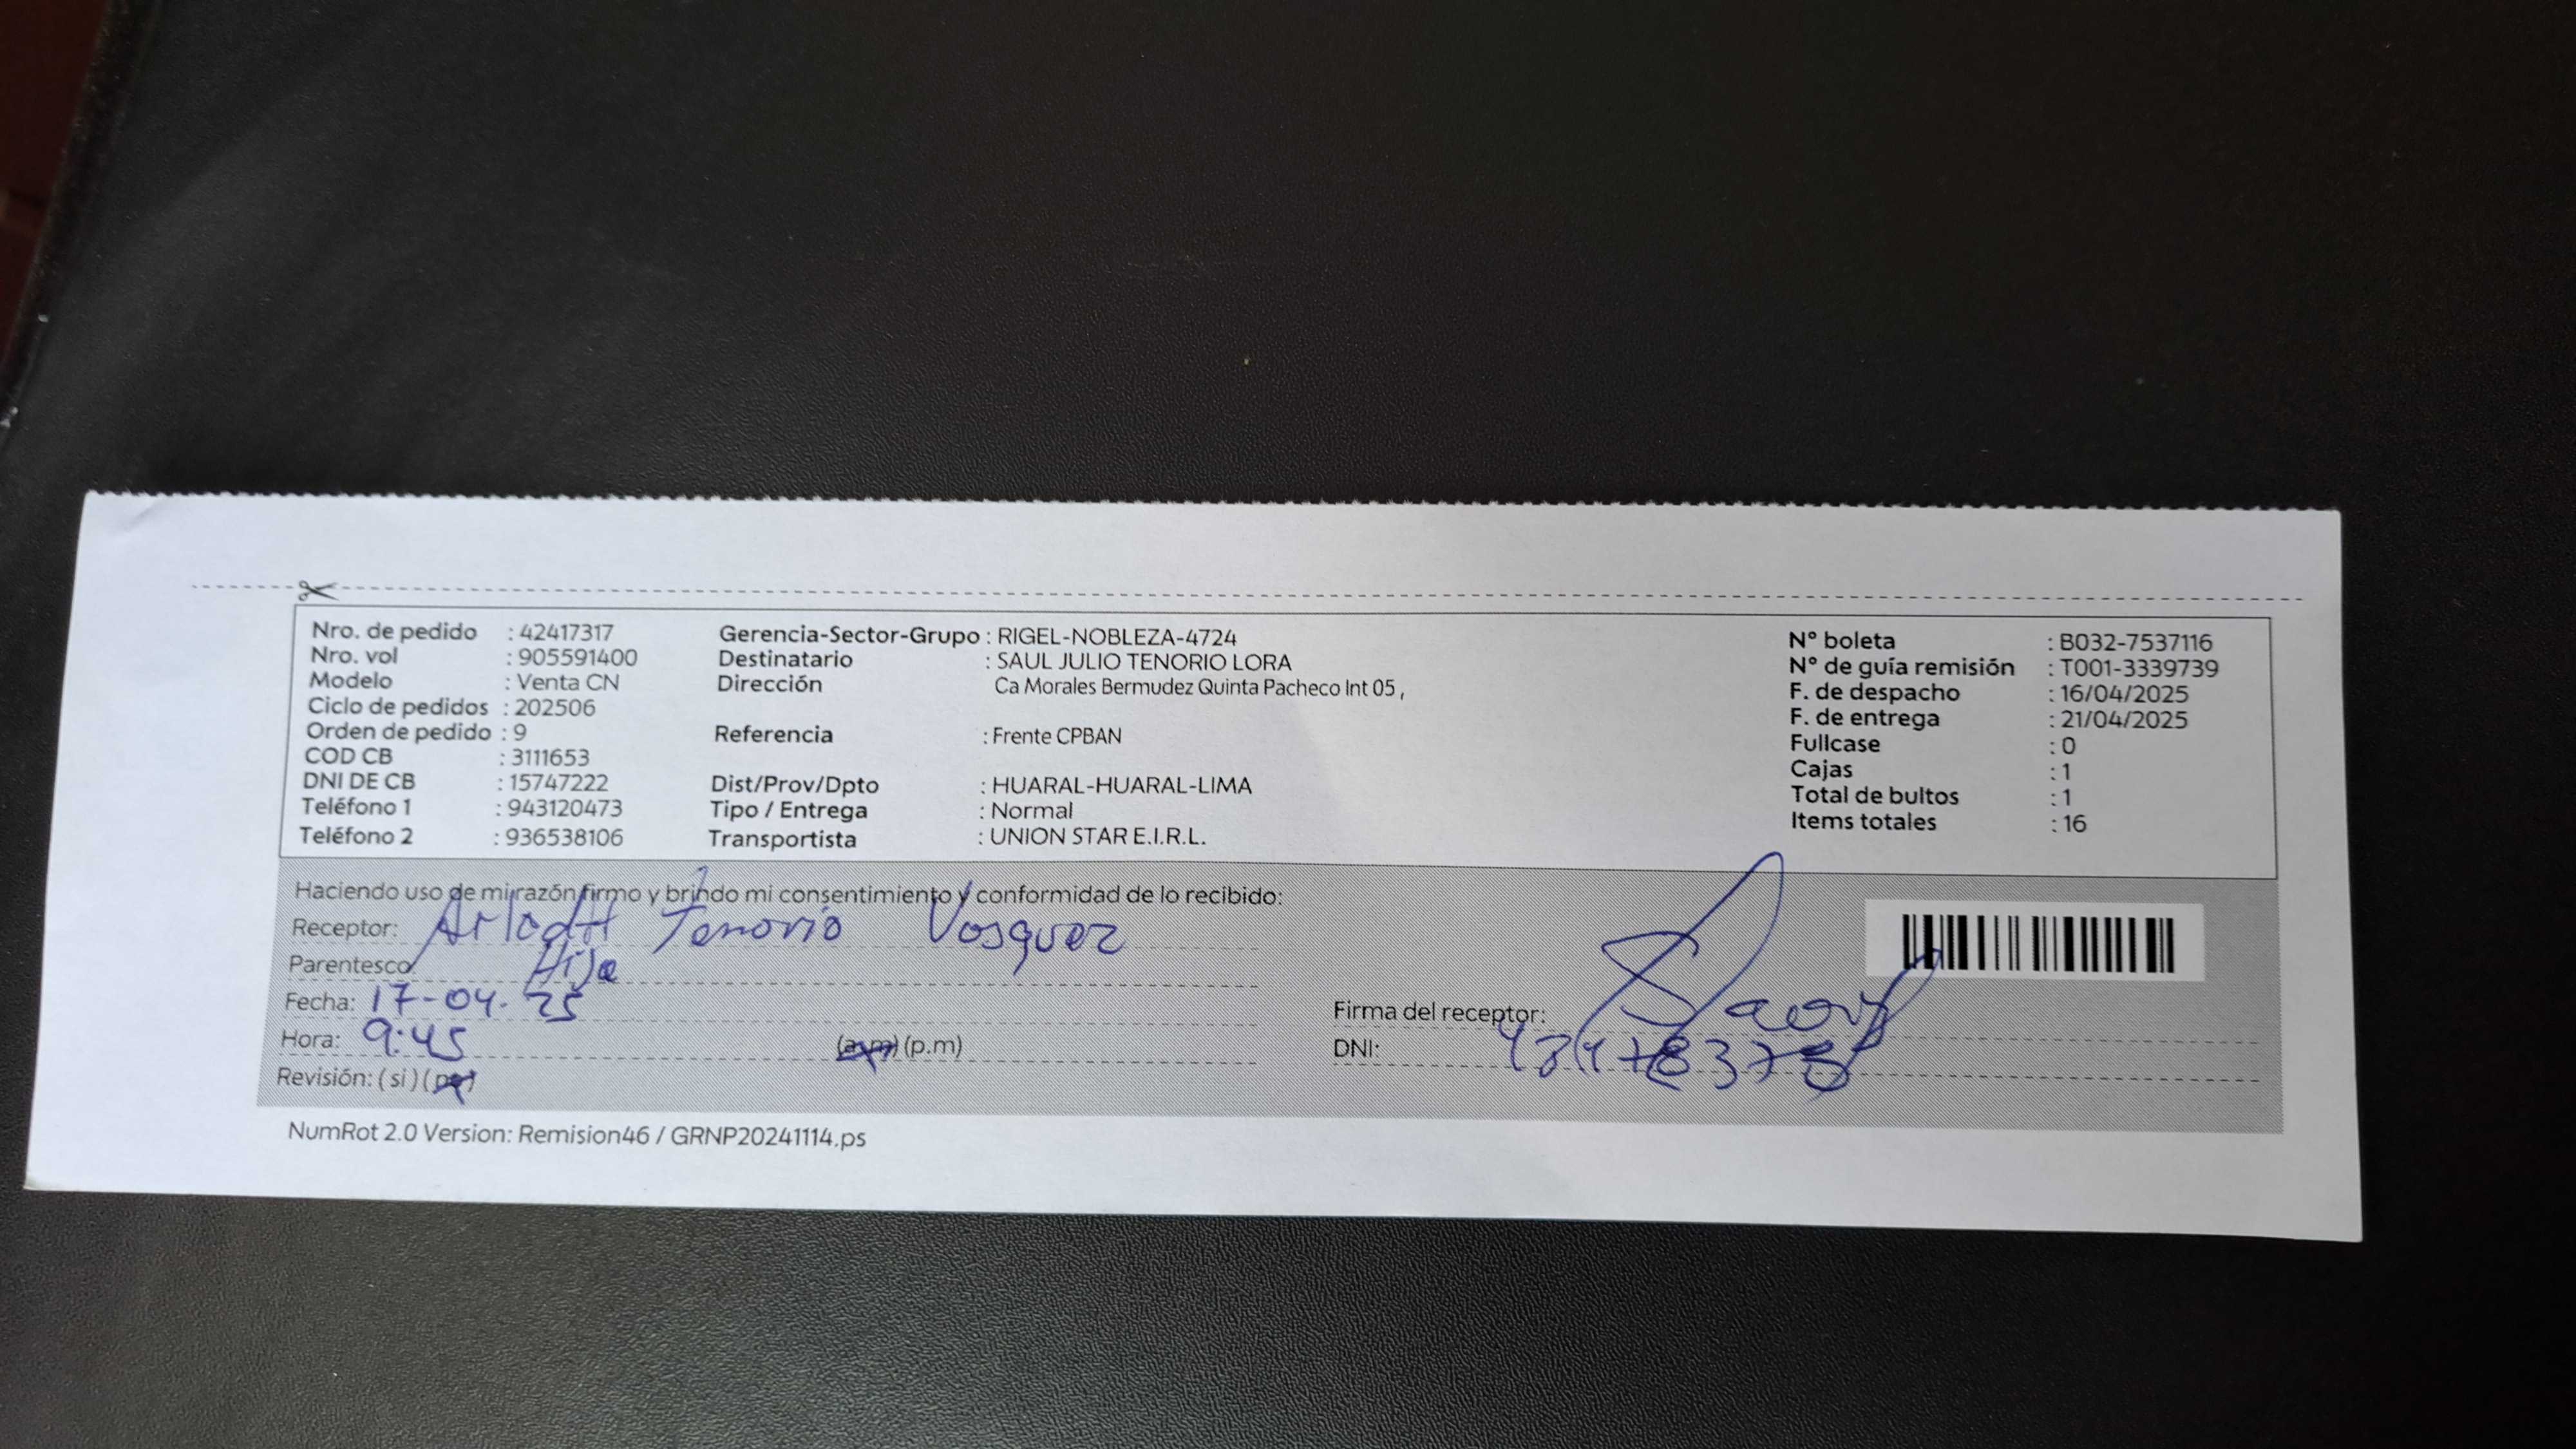 Nro. de pedido : 42417317
Nro. vol : 905591400
Modelo : Venta CN
Ciclo de pedidos : 202506
Orden de pedido : 9
COD CB : 3111653
DNI DE CB : 15747222
Teléfono 1 : 943120473
Teléfono 2 : 936538106
Gerencia-Sector-Grupo : RIGEL-NOBLEZA-4724
Destinatario : SAUL JULIO TENORIO LORA
Dirección Ca Morales Bermudez Quinta Pacheco Int 05 ,
Referencia : Frente CPBAN
Dist/Prov/Dpto : HUARAL-HUARAL-LIMA
Tipo / Entrega : Normal
Transportista : UNION STAR E.I.R.L.
N° boleta : B032-7537116
N° de guía remisión : T001-3339739
F. de despacho : 16/04/2025
F. de entrega : 21/04/2025
Fullcase : 0
Cajas : 1
Total de bultos : 1
Items totales : 16
Haciendo uso de mi razón firmo y brindo mi consentimiento y conformidad de lo recibido:
Receptor: Tenorio Vasquez
Parentesco: Hija
Fecha: 17-04-25
Hora: 9:45 (a.m) (p.m)
Revisión: (si) (no)
Firma del receptor:
DNI:
NumRot 2.0 Version: Remision46 / GRNP20241114.ps